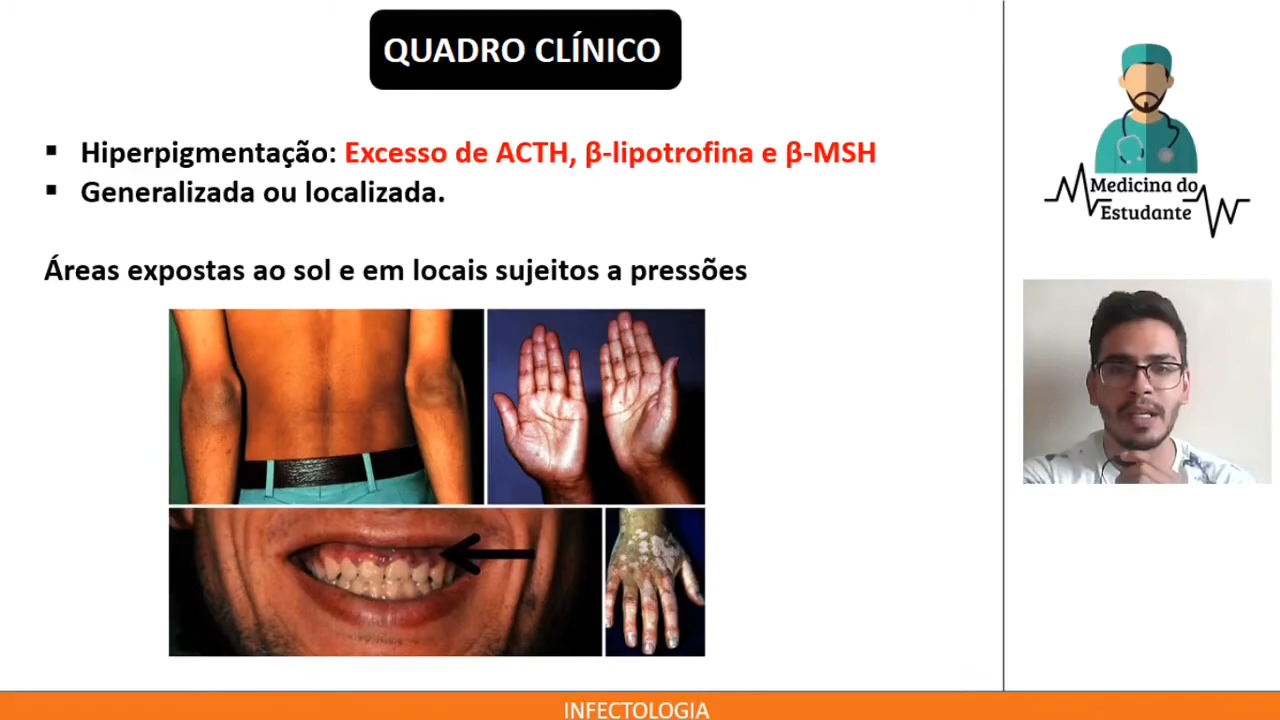 QUADRO CLÍNICO
▪ Hiperpigmentação: Excesso de ACTH, β-lipotrofina e β-MSH
▪ Generalizada ou localizada.
Áreas expostas ao sol e em locais sujeitos a pressões
Medicina do
Estudante
INFECTOLOGIA